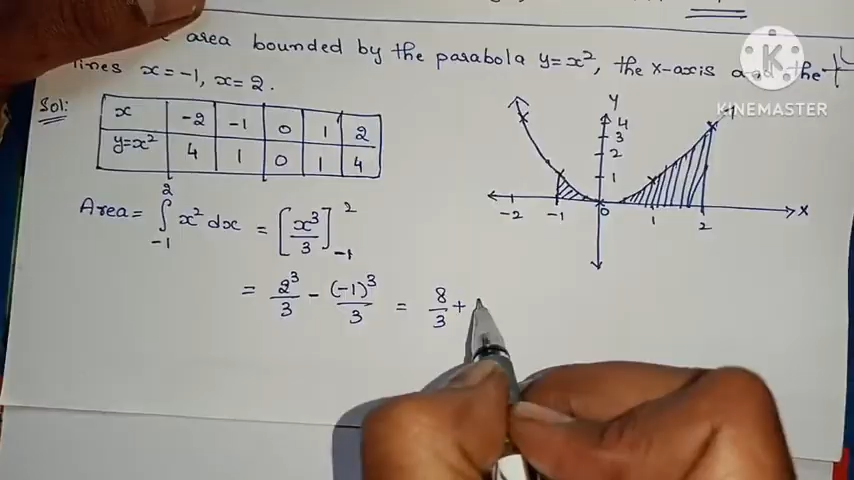 area bounded by the parabola y=x², the x-axis and the
lines x=-1, x=2.
Sol:
x -2 -1 0 1 2
y=x² 4 1 0 1 4
Area = ∫₋₁² x² dx = [x³/3]₋₁²
= 2³/3 - (-1)³/3 = 8/3 +
Y
4
3
2
1
-2 -1 0 1 2 X
K
KINEMASTER